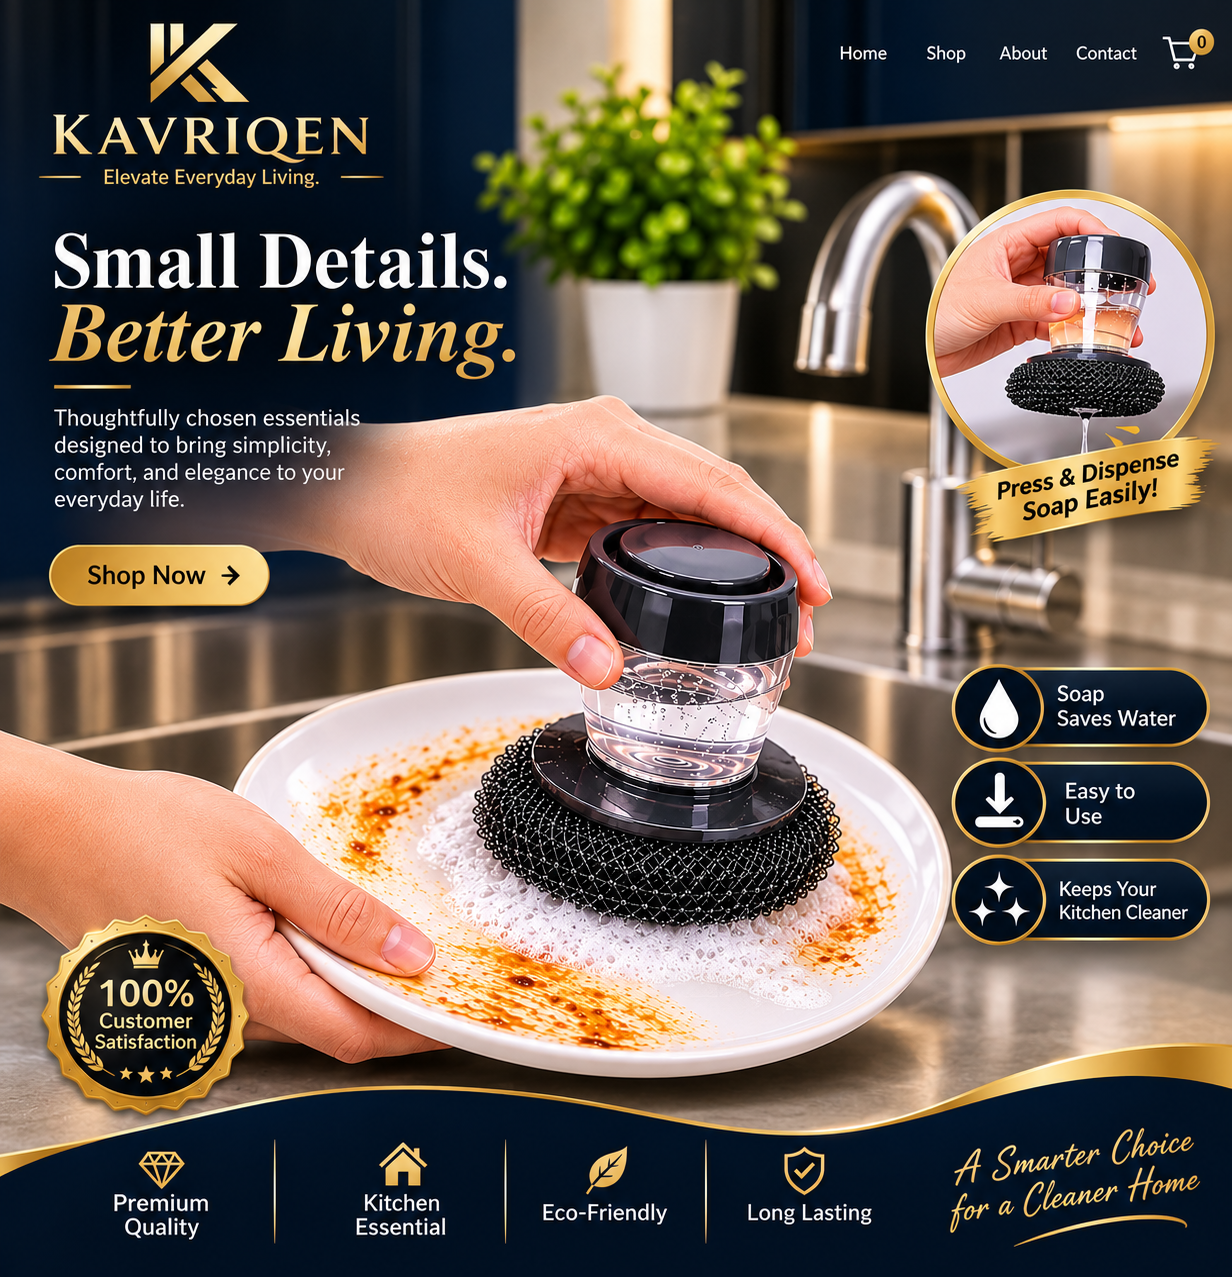 KAVRIQEN
Elevate Everyday Living.
Home Shop About Contact 0
Small Details.
Better Living.
Thoughtfully chosen essentials
designed to bring simplicity,
comfort, and elegance to your
everyday life.
Shop Now →
Press & Dispense
Soap Easily!
Soap
Saves Water
Easy to
Use
Keeps Your
Kitchen Cleaner
100%
Customer
Satisfaction
Premium
Quality
Kitchen
Essential
Eco-Friendly
Long Lasting
A Smarter Choice
for a Cleaner Home